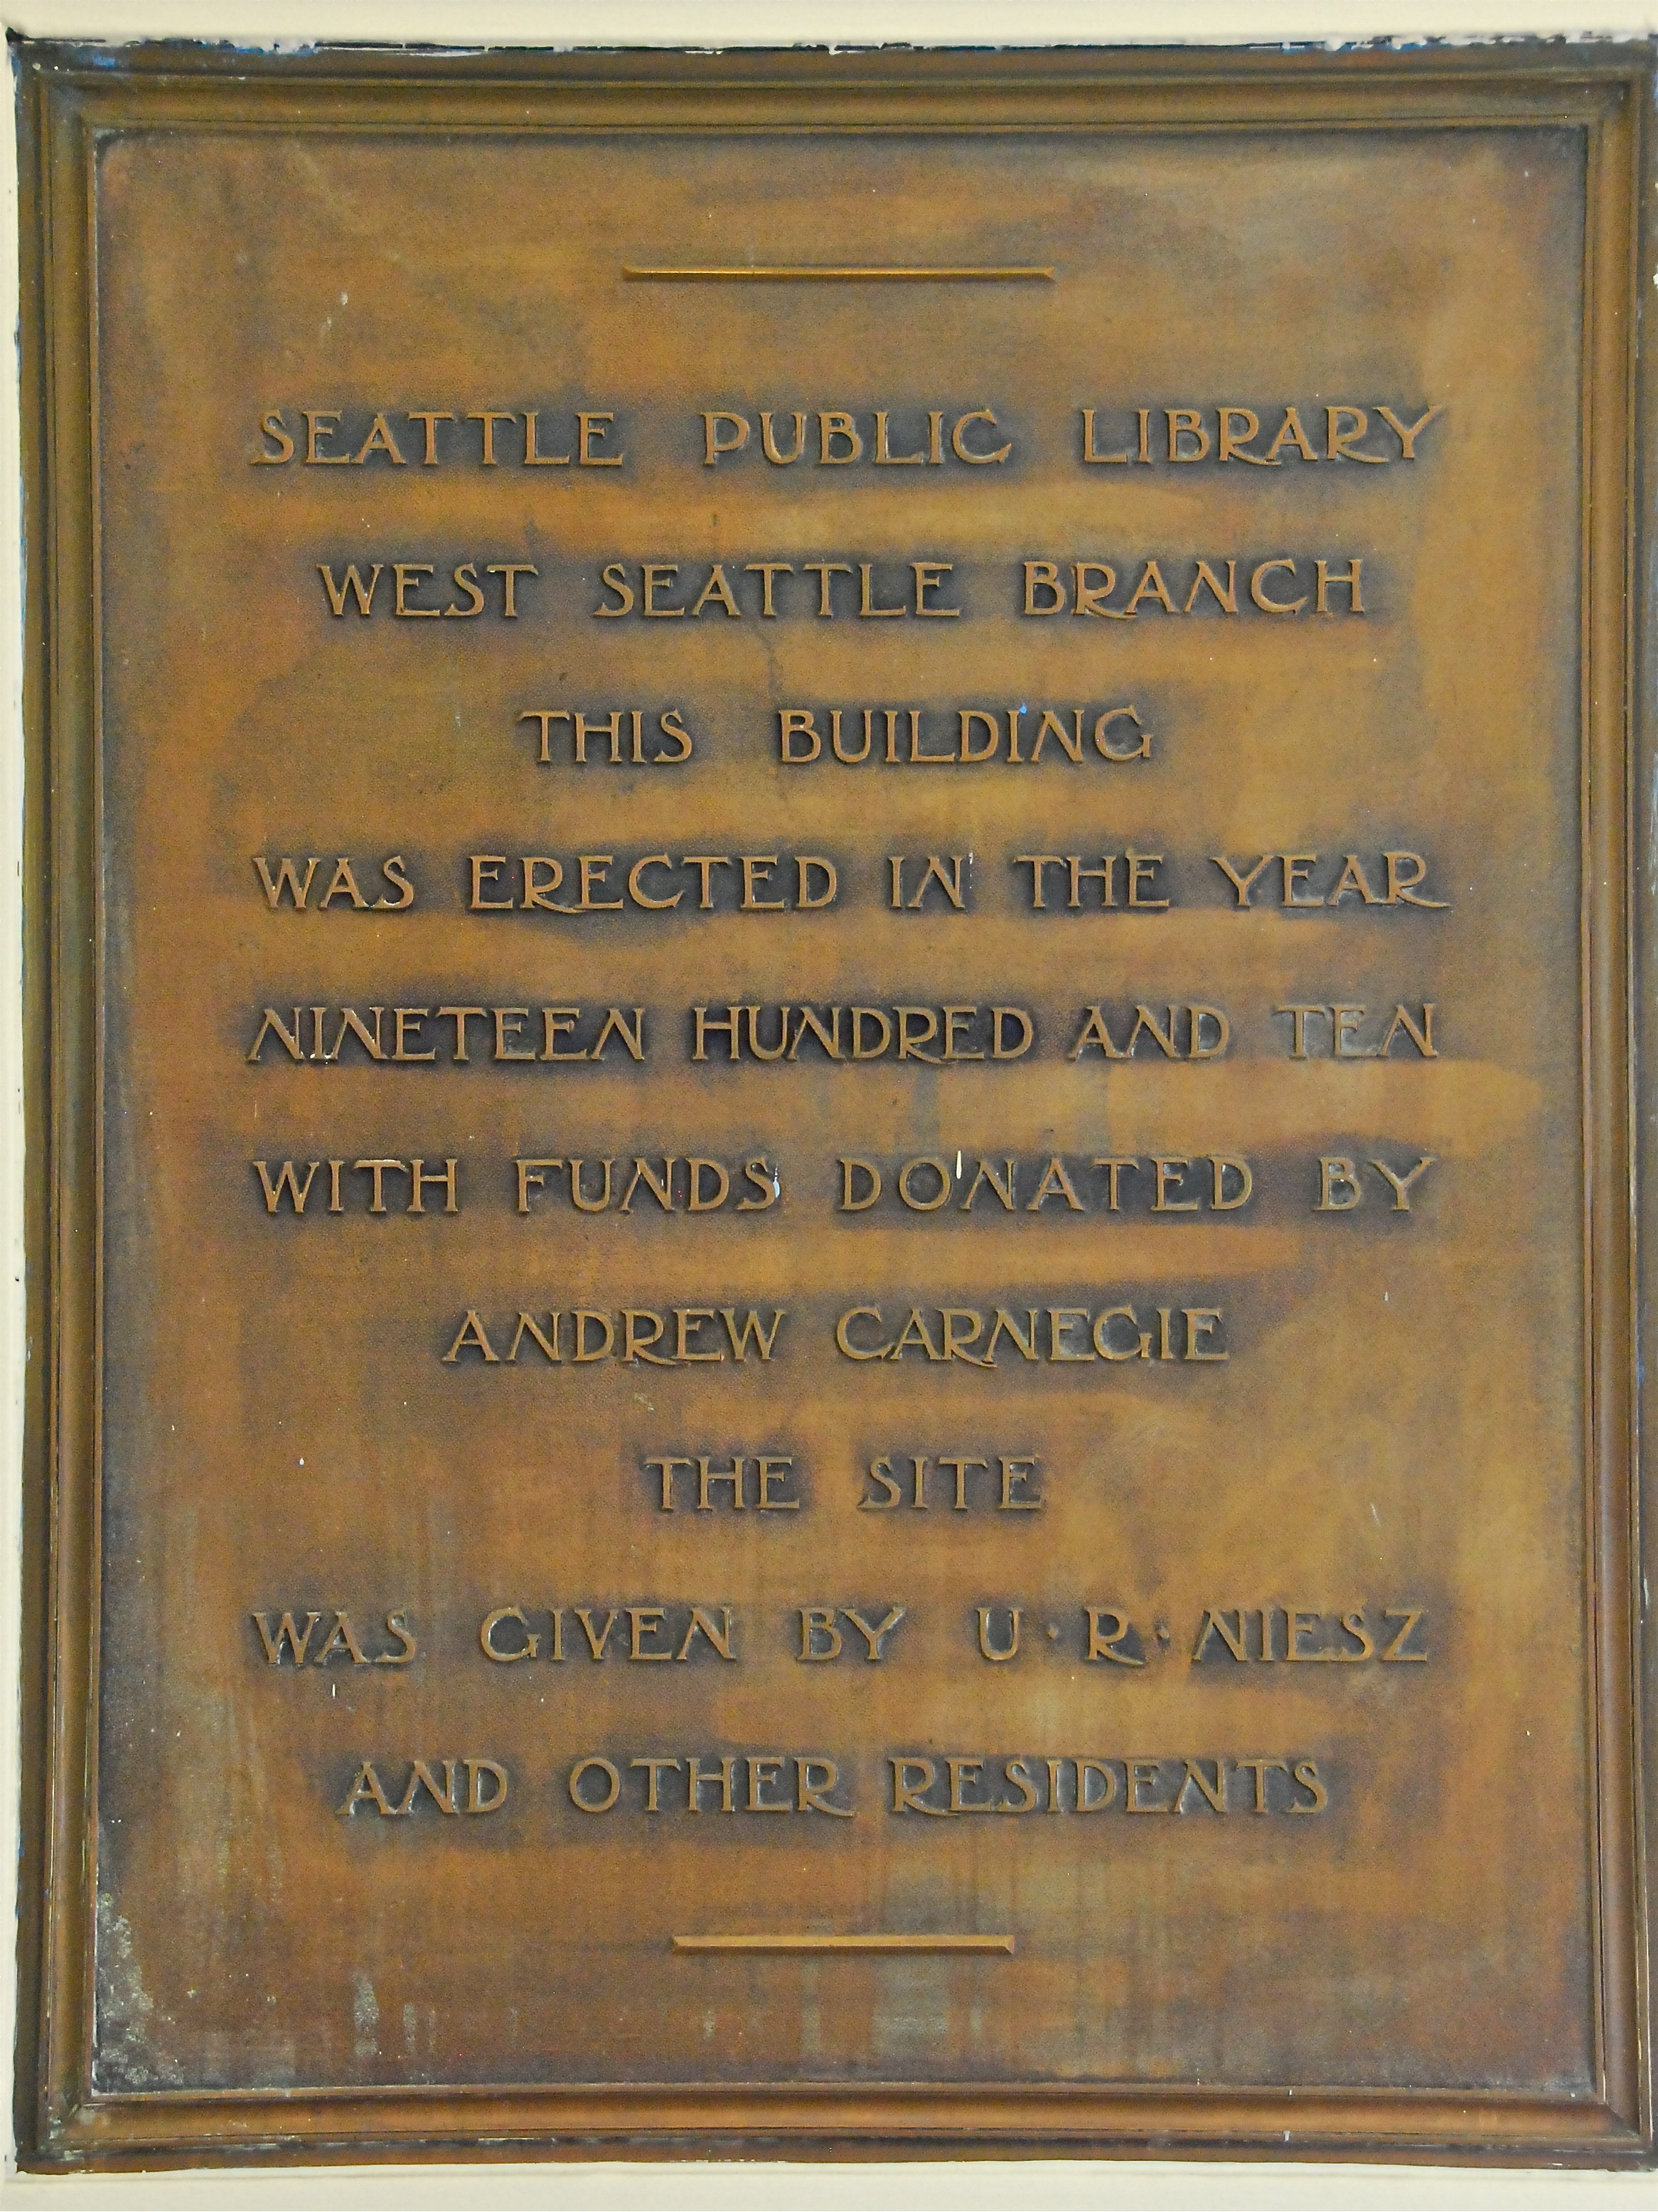 SEATTLE PUBLIC LIBRARY
WEST SEATTLE BRANCH
THIS BUILDING
WAS ERECTED IN THE YEAR
NINETEEN HUNDRED AND TEN
WITH FUNDS DONATED BY
ANDREW CARNEGIE
THE SITE
WAS GIVEN BY U·R·NIESZ
AND OTHER RESIDENTS